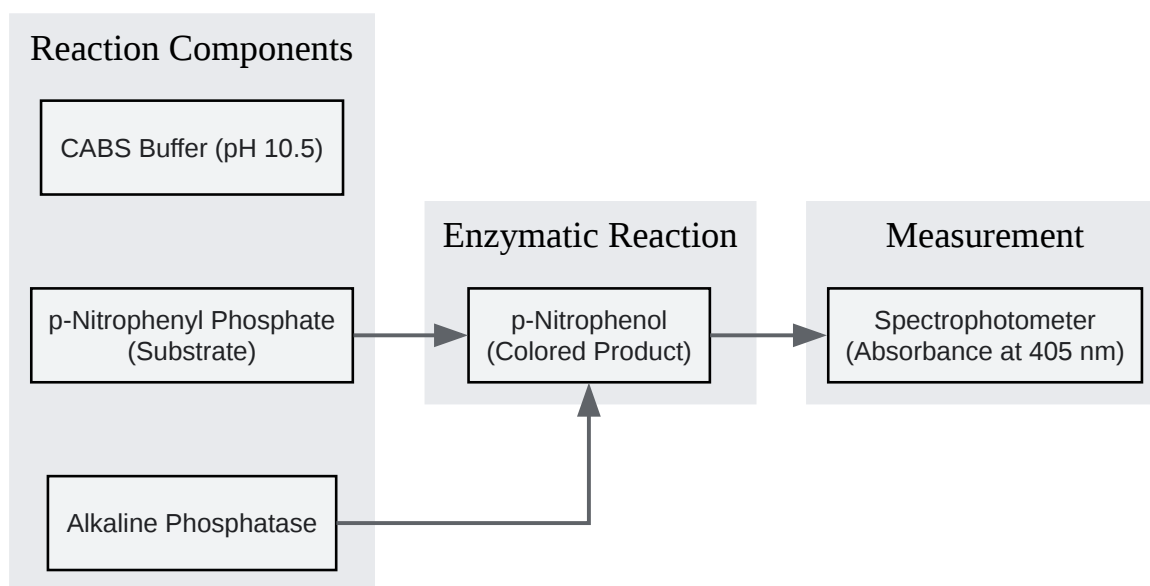 Reaction Components
CABS Buffer (pH 10.5)
p-Nitrophenyl Phosphate
(Substrate)
Alkaline Phosphatase
Enzymatic Reaction
p-Nitrophenol
(Colored Product)
Measurement
Spectrophotometer
(Absorbance at 405 nm)